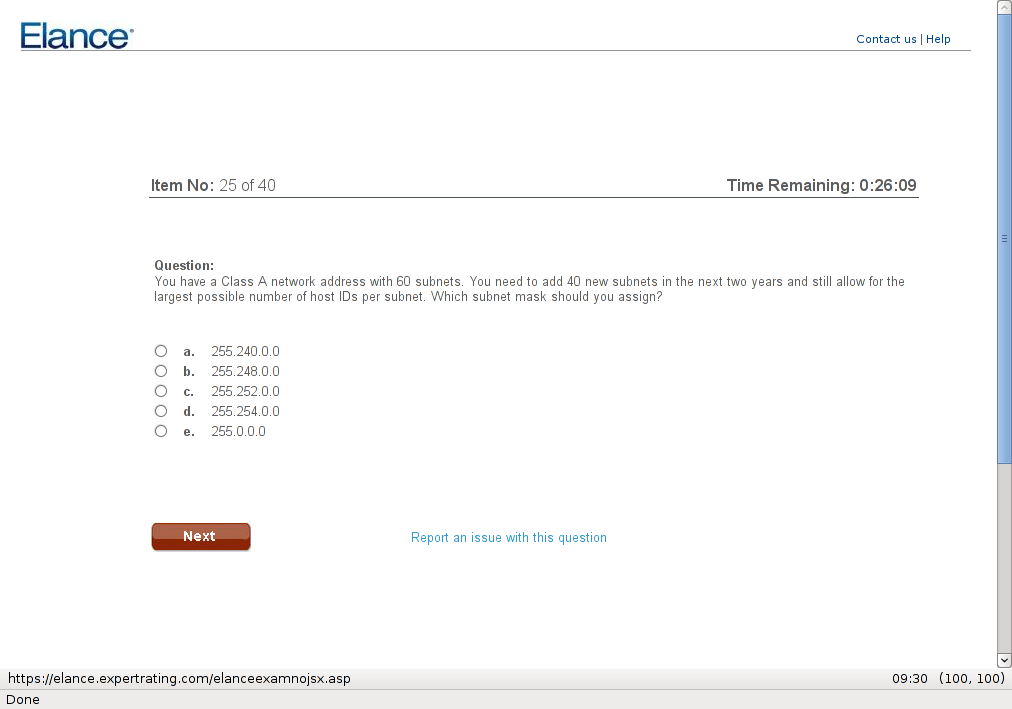 Elance®
Contact us | Help
Item No: 25 of 40
Time Remaining: 0:26:09
Question:
You have a Class A network address with 60 subnets. You need to add 40 new subnets in the next two years and still allow for the
largest possible number of host IDs per subnet. Which subnet mask should you assign?
a. 255.240.0.0
b. 255.248.0.0
c. 255.252.0.0
d. 255.254.0.0
e. 255.0.0.0
Next
Report an issue with this question
https://elance.expertrating.com/elanceexamnojsx.asp
09:30 (100, 100)
Done